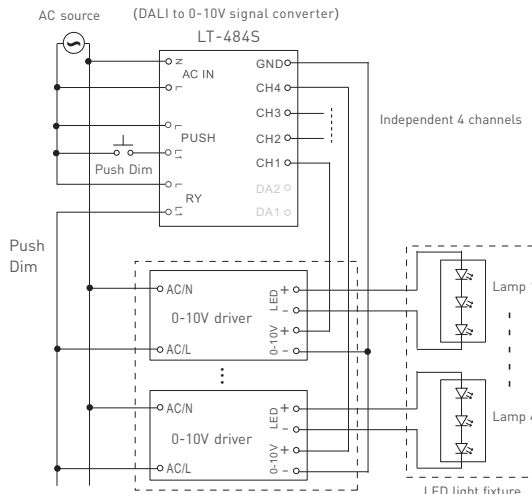 AC source
(DALI to 0-10V signal converter)
LT-484S
N
AC IN
L
L
PUSH
L1
L
RY
L1
GND
CH4
CH3
CH2
CH1
DA2
DA1
Independent 4 channels
Push Dim
Push
Dim
AC/N
0-10V driver
AC/L
LED
+
-
0-10V
+
-
Lamp
AC/N
0-10V driver
AC/L
LED
+
-
0-10V
+
-
Lamp 4
LED light fixture